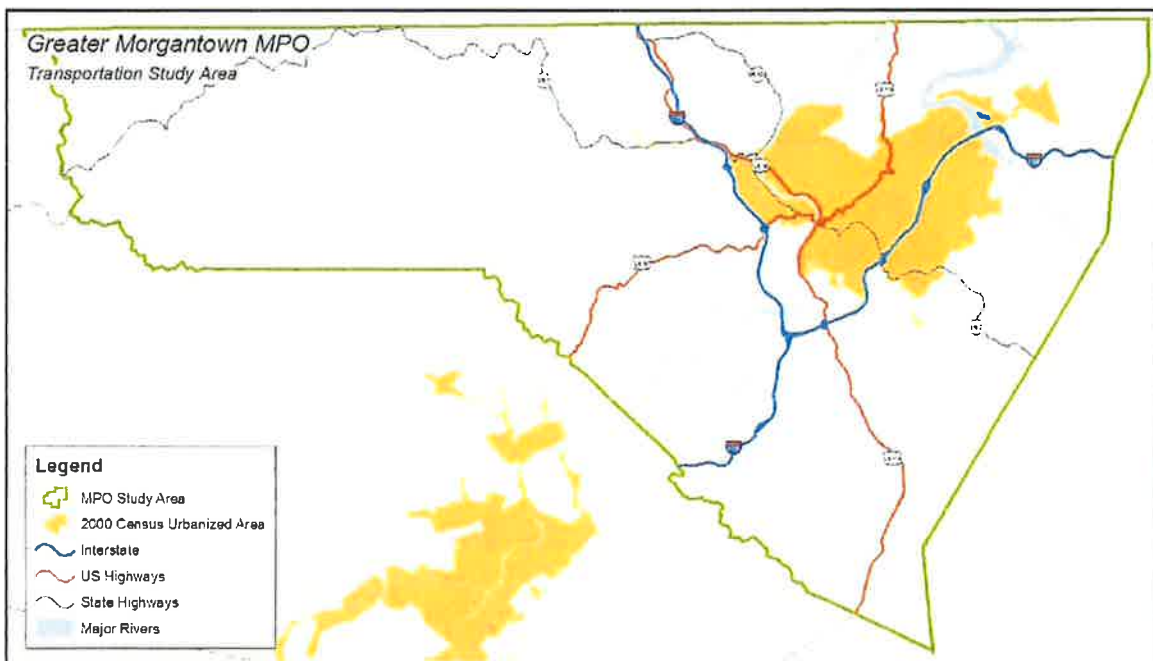 Greater Morgantown MPO
Transportation Study Area
Legend
MPO Study Area
2000 Census Urbanized Area
Interstate
US Highways
State Highways
Major Rivers